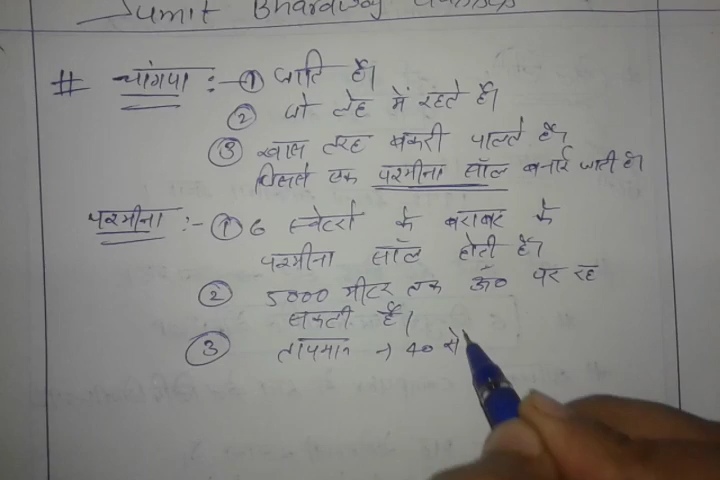 Sumit Bhardwaj Classes
# चांगपा :- ① जाति है।
② जो लेह में रहते हैं।
③ खास तरह बकरी पालते हैं।
जिससे एक पश्मीना सॉल बनाई जाती है।
पश्मीना :- ① 6 स्वेटरों के बराबर के
पश्मीना सॉल होती है।
② 5000 मीटर तक ऊँ० पर रह
सकती हैं।
③ तापमान → 40 से